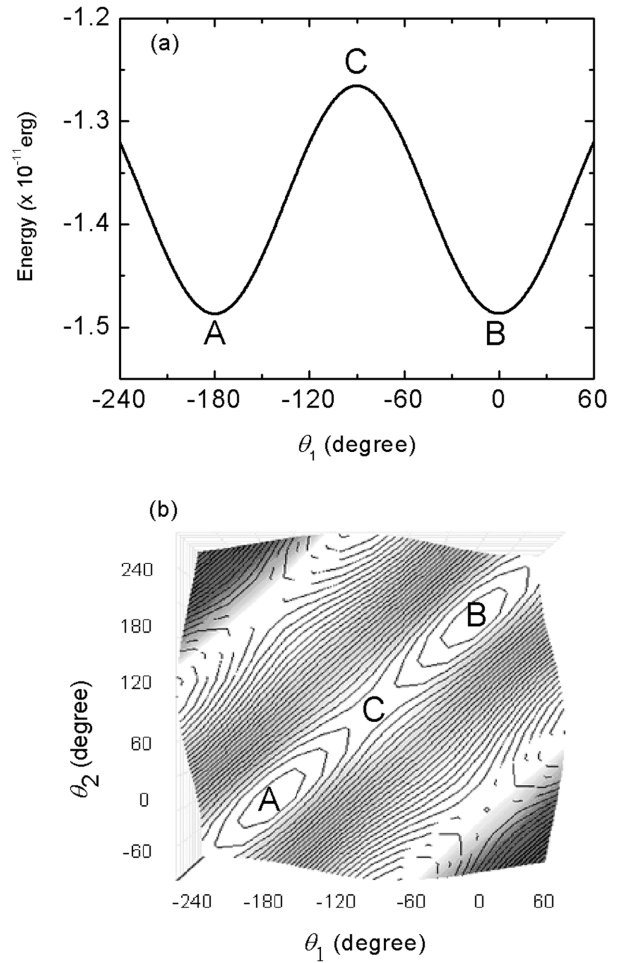 (a)
-1.2
-1.3
-1.4
-1.5
Energy (x 10⁻¹¹erg)
C
A
B
-240 -180 -120 -60 0 60
θ₁ (degree)
(b)
240
180
120
60
0
-60
θ₂ (degree)
B
C
A
-240 -180 -120 -60 0 60
θ₁ (degree)